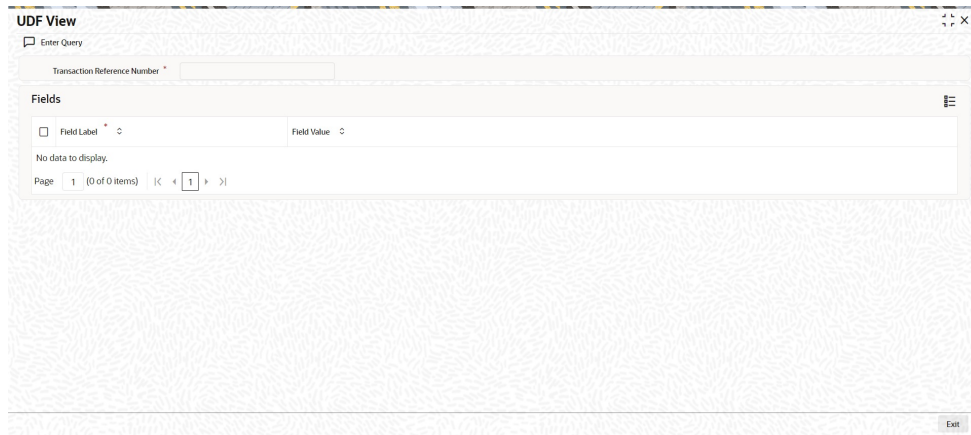 UDF View
Enter Query
Transaction Reference Number *
Fields
Field Label * Field Value
No data to display.
Page 1 (0 of 0 items) 1
Exit